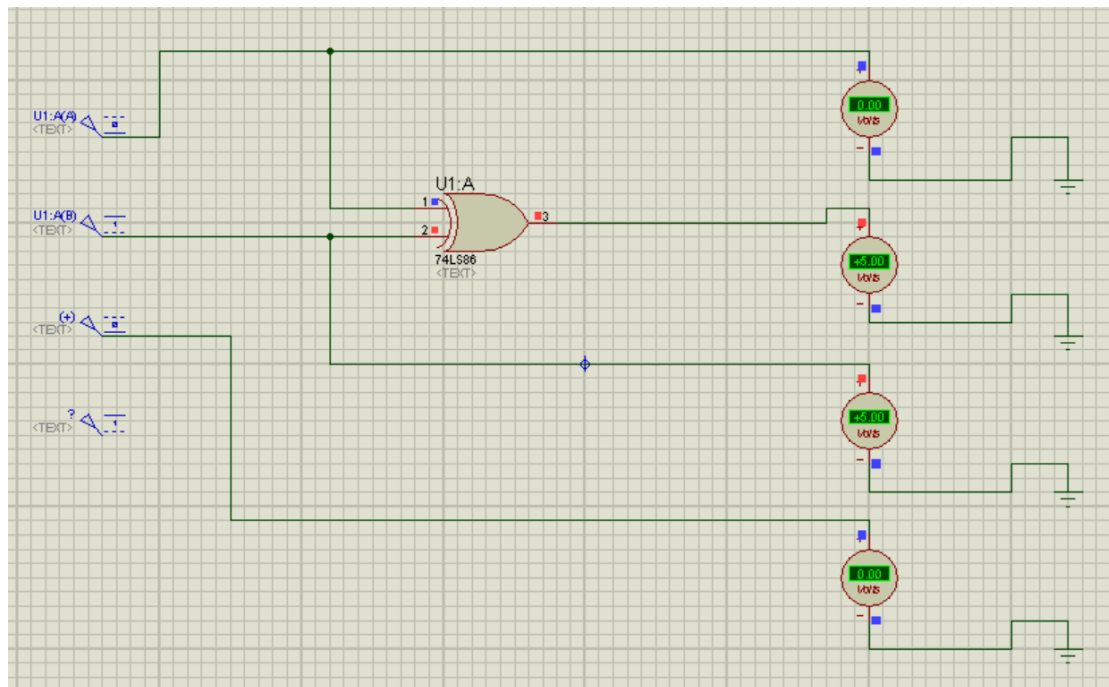 0.00
Volts
U1:A(A)
<TEXT>
0
U1:A
1
3
2
74LS86
<TEXT>
U1:A(B)
<TEXT>
1
+5.00
Volts
(+)
<TEXT>
0
?
<TEXT>
1
+5.00
Volts
0.00
Volts